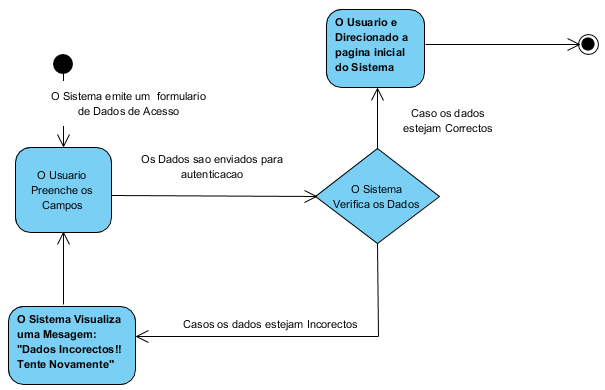 O Usuario e
Direcionado a
pagina inicial
do Sistema
O Sistema emite um formulario
de Dados de Acesso
Caso os dados
estejam Correctos
Os Dados sao enviados para
autenticacao
O Usuario
Preenche os
Campos
O Sistema
Verifica os Dados
O Sistema Visualiza
uma Mesagem:
"Dados Incorectos!!
Tente Novamente"
Casos os dados estejam Incorectos